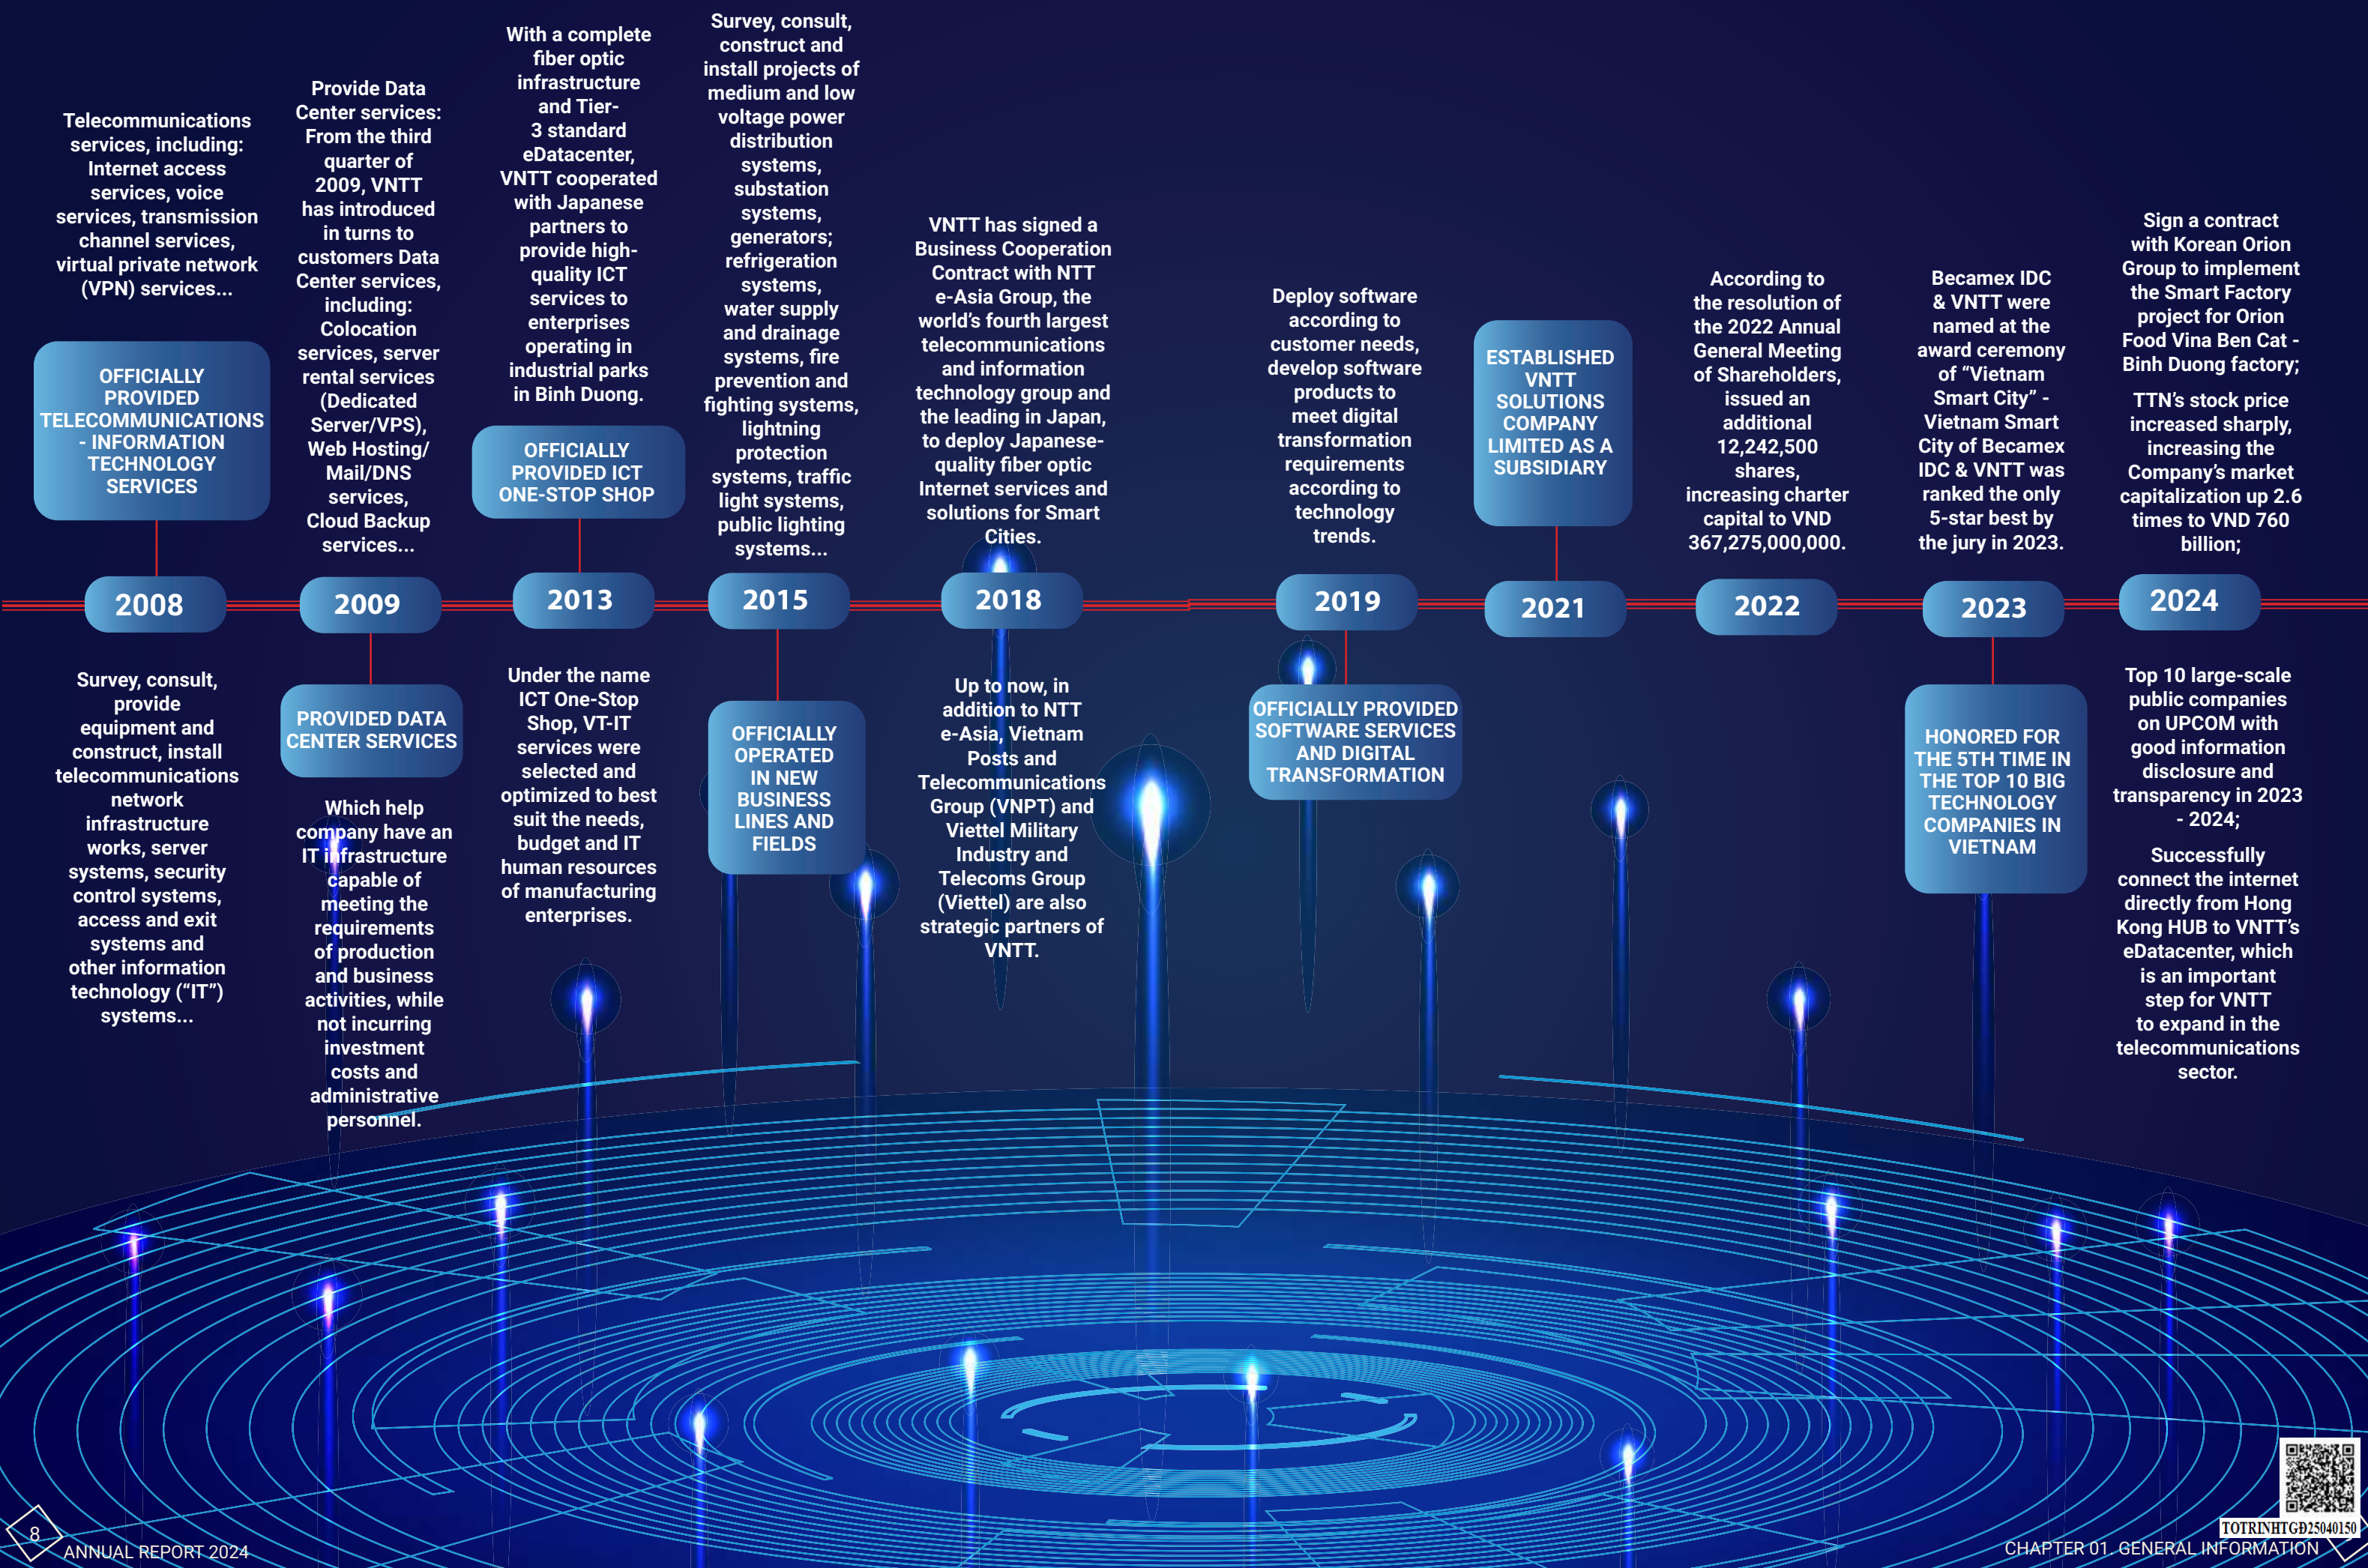 Telecommunications
services, including:
Internet access
services, voice
services, transmission
channel services,
virtual private network
(VPN) services...
OFFICIALLY
PROVIDED
TELECOMMUNICATIONS
- INFORMATION
TECHNOLOGY
SERVICES
2008
Survey, consult,
provide
equipment and
construct, install
telecommunications
network
infrastructure
works, server
systems, security
control systems,
access and exit
systems and
other information
technology (“IT”)
systems...
Provide Data
Center services:
From the third
quarter of
2009, VNTT
has introduced
in turns to
customers Data
Center services,
including:
Colocation
services, server
rental services
(Dedicated
Server/VPS),
Web Hosting/
Mail/DNS
services,
Cloud Backup
services...
2009
PROVIDED DATA
CENTER SERVICES
Which help
company have an
IT infrastructure
capable of
meeting the
requirements
of production
and business
activities, while
not incurring
investment
costs and
administrative
personnel.
With a complete
fiber optic
infrastructure
and Tier-
3 standard
eDatacenter,
VNTT cooperated
with Japanese
partners to
provide high-
quality ICT
services to
enterprises
operating in
industrial parks
in Binh Duong.
OFFICIALLY
PROVIDED ICT
ONE-STOP SHOP
2013
Under the name
ICT One-Stop
Shop, VT-IT
services were
selected and
optimized to best
suit the needs,
budget and IT
human resources
of manufacturing
enterprises.
Survey, consult,
construct and
install projects of
medium and low
voltage power
distribution
systems,
substation
systems,
generators;
refrigeration
systems,
water supply
and drainage
systems, fire
prevention and
fighting systems,
lightning
protection
systems, traffic
light systems,
public lighting
systems...
2015
OFFICIALLY
OPERATED
IN NEW
BUSINESS
LINES AND
FIELDS
VNTT has signed a
Business Cooperation
Contract with NTT
e-Asia Group, the
world’s fourth largest
telecommunications
and information
technology group and
the leading in Japan,
to deploy Japanese-
quality fiber optic
Internet services and
solutions for Smart
Cities.
2018
Up to now, in
addition to NTT
e-Asia, Vietnam
Posts and
Telecommunications
Group (VNPT) and
Viettel Military
Industry and
Telecoms Group
(Viettel) are also
strategic partners of
VNTT.
Deploy software
according to
customer needs,
develop software
products to
meet digital
transformation
requirements
according to
technology
trends.
2019
OFFICIALLY PROVIDED
SOFTWARE SERVICES
AND DIGITAL
TRANSFORMATION
ESTABLISHED
VNTT
SOLUTIONS
COMPANY
LIMITED AS A
SUBSIDIARY
2021
According to
the resolution of
the 2022 Annual
General Meeting
of Shareholders,
issued an
additional
12,242,500
shares,
increasing charter
capital to VND
367,275,000,000.
2022
Becamex IDC
& VNTT were
named at the
award ceremony
of “Vietnam
Smart City” -
Vietnam Smart
City of Becamex
IDC & VNTT was
ranked the only
5-star best by
the jury in 2023.
2023
HONORED FOR
THE 5TH TIME IN
THE TOP 10 BIG
TECHNOLOGY
COMPANIES IN
VIETNAM
Sign a contract
with Korean Orion
Group to implement
the Smart Factory
project for Orion
Food Vina Ben Cat -
Binh Duong factory;
TTN’s stock price
increased sharply,
increasing the
Company’s market
capitalization up 2.6
times to VND 760
billion;
2024
Top 10 large-scale
public companies
on UPCOM with
good information
disclosure and
transparency in 2023
- 2024;
Successfully
connect the internet
directly from Hong
Kong HUB to VNTT’s
eDatacenter, which
is an important
step for VNTT
to expand in the
telecommunications
sector.
8
ANNUAL REPORT 2024
TOTRINHTGĐ25040150
CHAPTER 01. GENERAL INFORMATION